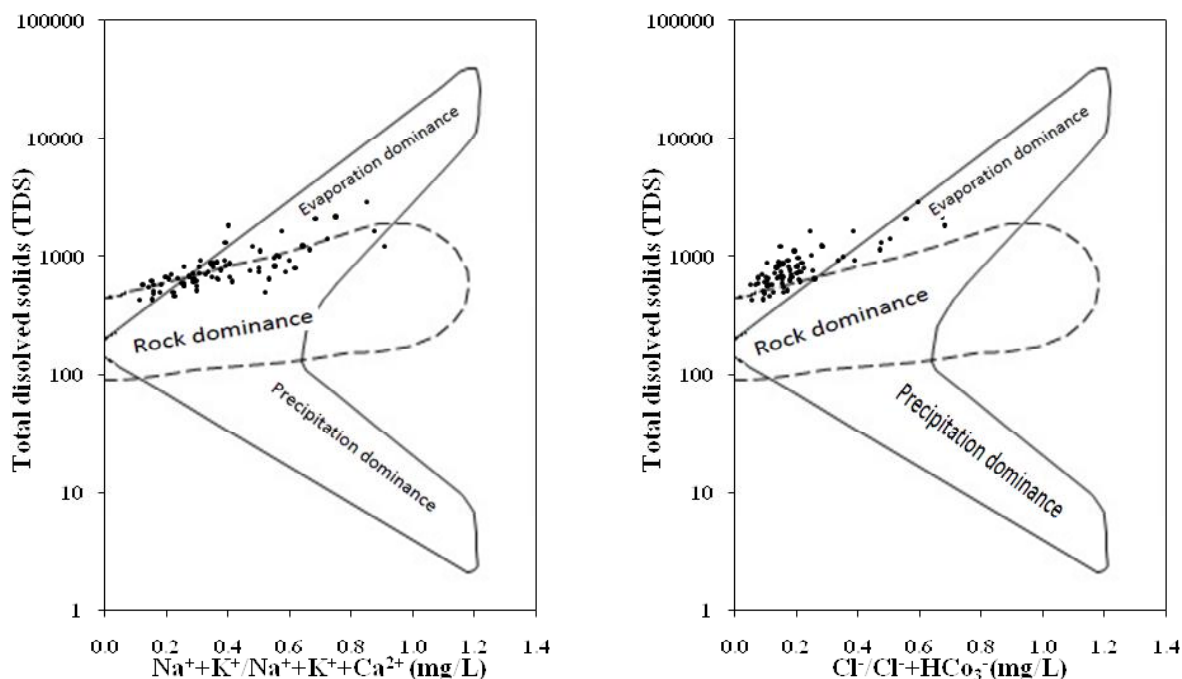 100000
10000
1000
100
10
1
Total disolved solids (TDS)
Evaporation dominance
Rock dominance
Precipitation dominance
0.0 0.2 0.4 0.6 0.8 1.0 1.2 1.4
Na⁺+K⁺/Na⁺+K⁺+Ca²⁺ (mg/L)
100000
10000
1000
100
10
1
Total disolved solids (TDS)
Evaporation dominance
Rock dominance
Precipitation dominance
0.0 0.2 0.4 0.6 0.8 1.0 1.2 1.4
Cl⁻/Cl⁻+HCo₃⁻(mg/L)